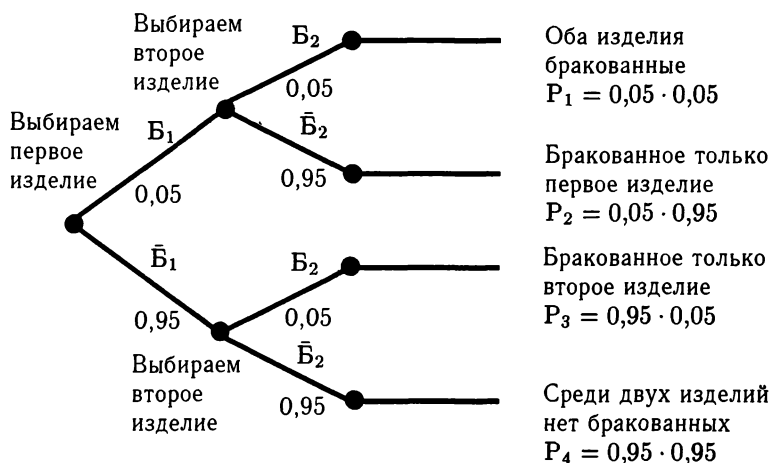 Выбираем
второе
изделие
Б₂
0,05
Оба изделия
бракованные
P₁ = 0,05 · 0,05
Выбираем
первое
изделие
Б₁
0,05
Б̄₂
0,95
Бракованное только
первое изделие
P₂ = 0,05 · 0,95
Б̄₁
0,95
Б₂
0,05
Бракованное только
второе изделие
P₃ = 0,95 · 0,05
Выбираем
второе
изделие
Б̄₂
0,95
Среди двух изделий
нет бракованных
P₄ = 0,95 · 0,95